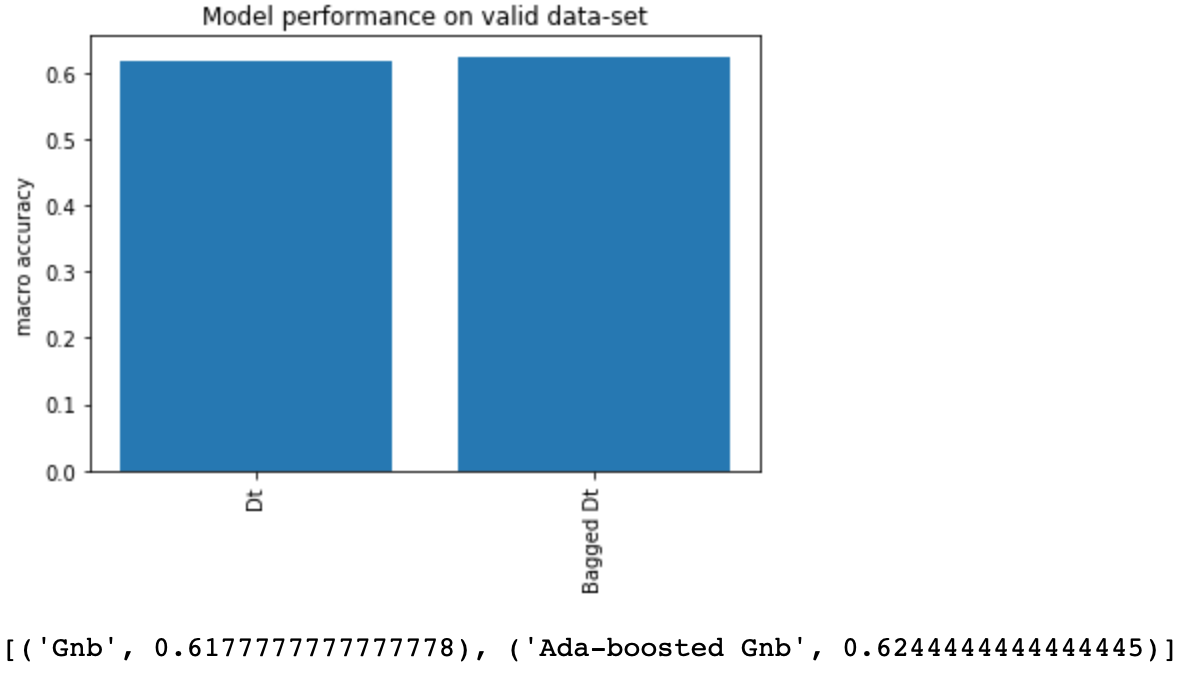 Model performance on valid data-set
macro accuracy
0.6
0.5
0.4
0.3
0.2
0.1
0.0
Dt
Bagged Dt
[('Gnb', 0.6177777777777778), ('Ada-boosted Gnb', 0.6244444444444445)]